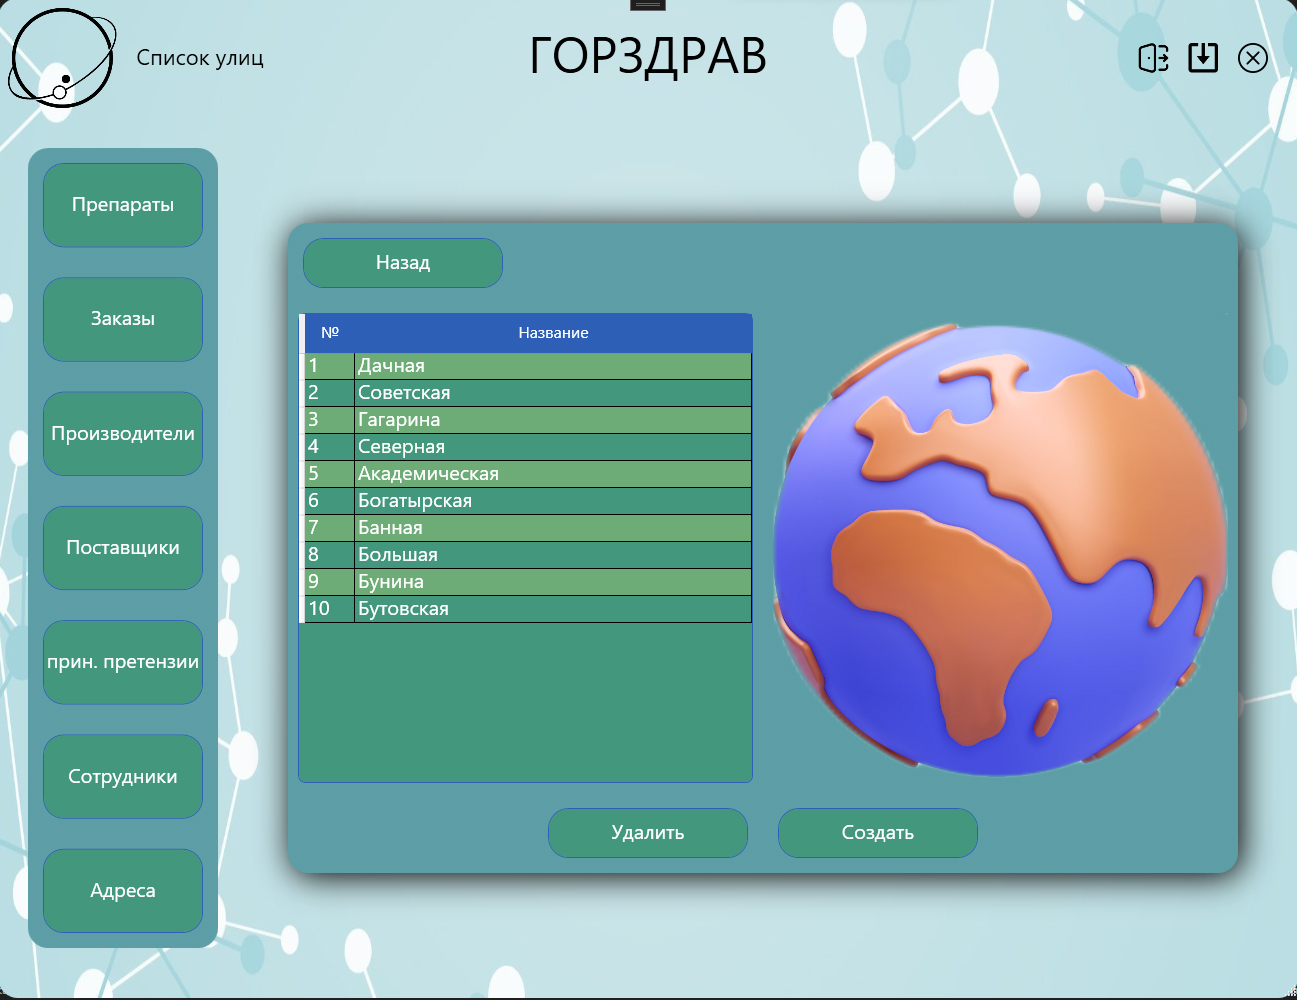 Список улиц
ГОРЗДРАВ
Препараты
Заказы
Производители
Поставщики
прин. претензии
Сотрудники
Адреса
Назад
№ Название
1 Дачная
2 Советская
3 Гагарина
4 Северная
5 Академическая
6 Богатырская
7 Банная
8 Большая
9 Бунина
10 Бутовская
Удалить
Создать